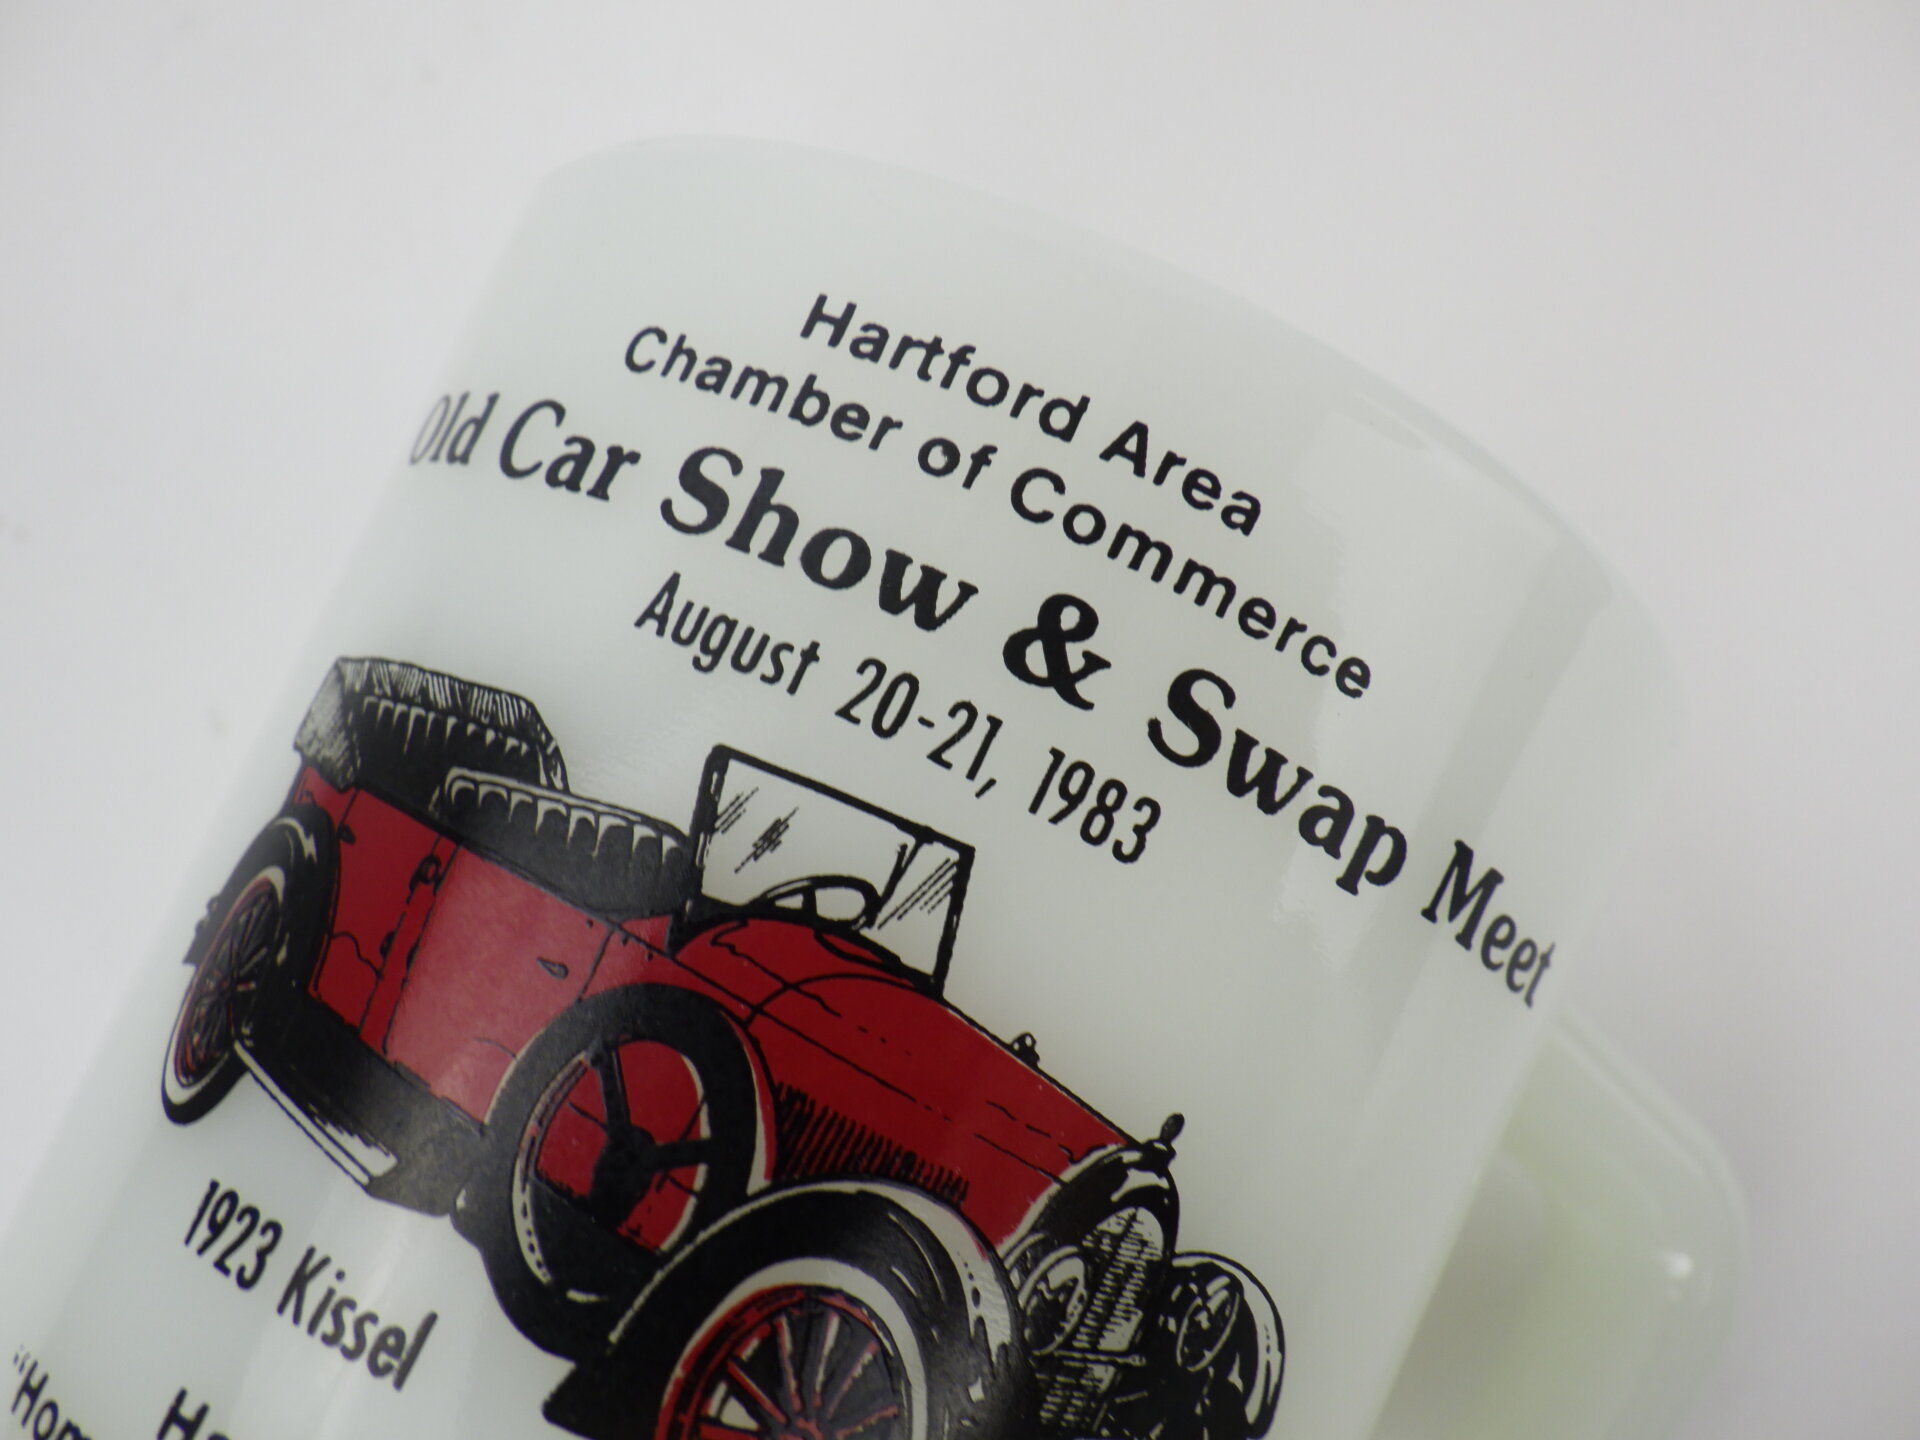 Hartford Area
Chamber of Commerce
Old Car Show & Swap Meet
August 20-21, 1983
1923 Kissel